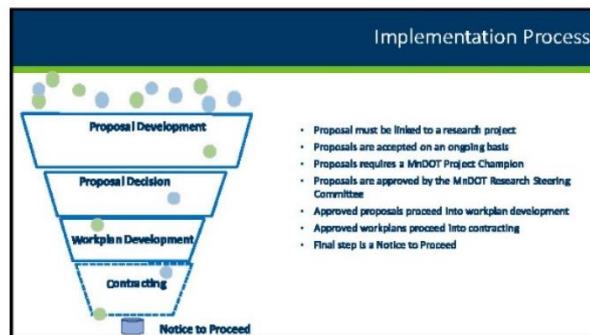 Implementation Process
Proposal Development
Proposal Decision
Workplan Development
Contracting
Notice to Proceed
• Proposal must be linked to a research project
• Proposals are accepted on an ongoing basis
• Proposals requires a MnDOT Project Champion
• Proposals are approved by the MnDOT Research Steering
Committee
• Approved proposals proceed into workplan development
• Approved workplans proceed into contracting
• Final step is a Notice to Proceed